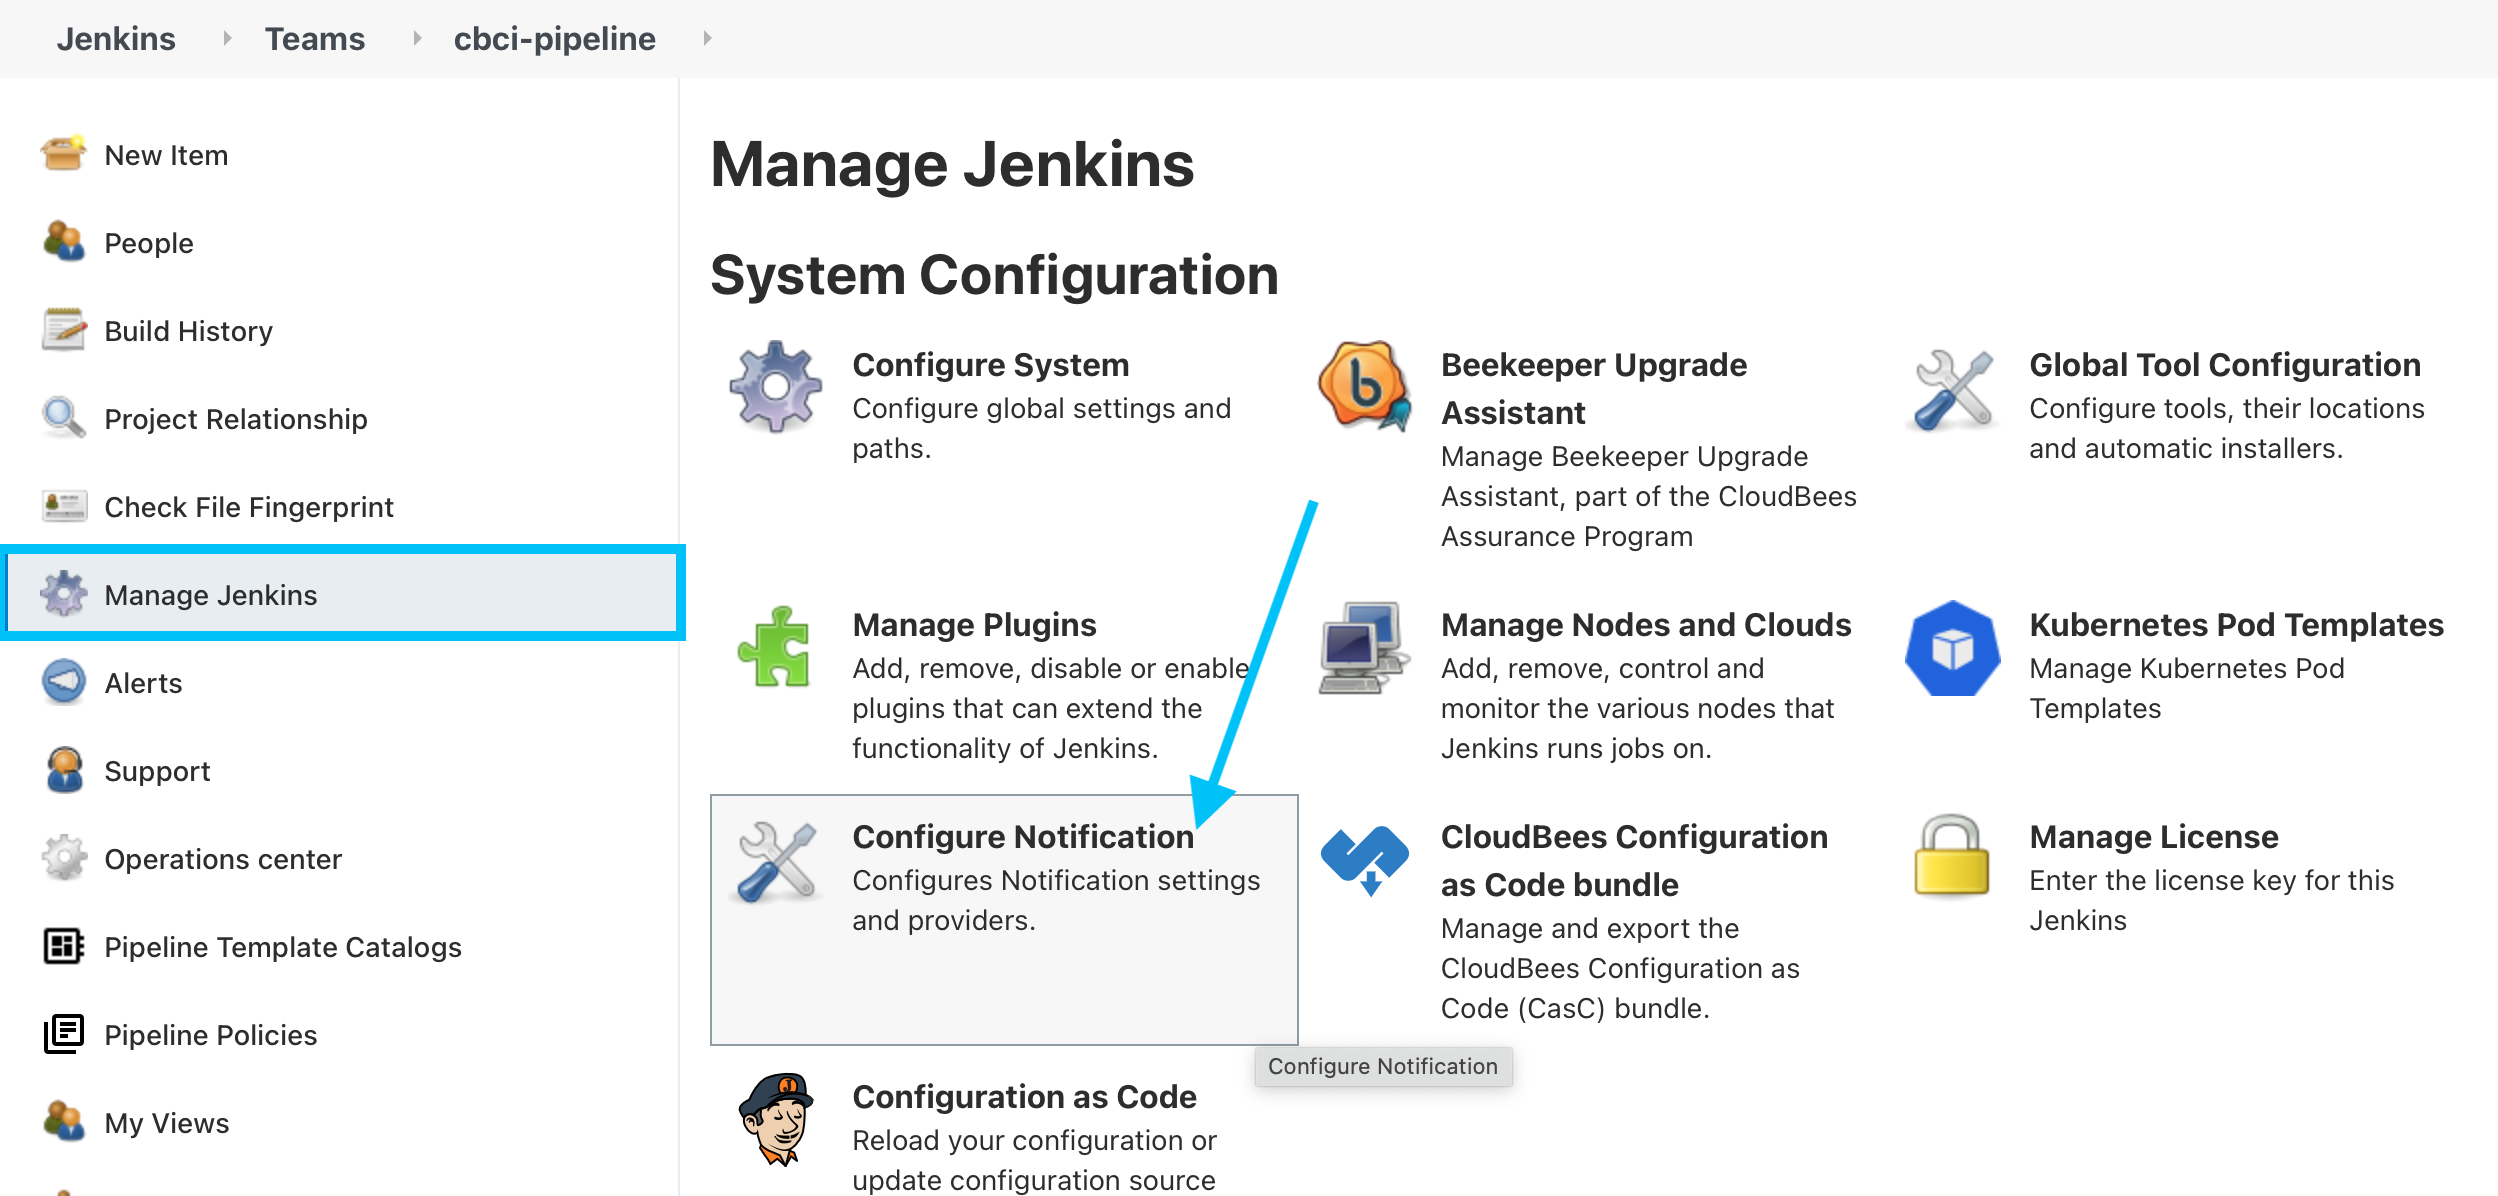 Jenkins Teams cbci-pipeline
New Item
People
Build History
Project Relationship
Check File Fingerprint
Manage Jenkins
Alerts
Support
Operations center
Pipeline Template Catalogs
Pipeline Policies
My Views
Manage Jenkins
System Configuration
Configure System
Configure global settings and
paths.
Beekeeper Upgrade
Assistant
Manage Beekeeper Upgrade
Assistant, part of the CloudBees
Assurance Program
Global Tool Configuration
Configure tools, their locations
and automatic installers.
Manage Plugins
Add, remove, disable or enable
plugins that can extend the
functionality of Jenkins.
Manage Nodes and Clouds
Add, remove, control and
monitor the various nodes that
Jenkins runs jobs on.
Kubernetes Pod Templates
Manage Kubernetes Pod
Templates
Configure Notification
Configures Notification settings
and providers.
CloudBees Configuration
as Code bundle
Manage and export the
CloudBees Configuration as
Code (CasC) bundle.
Manage License
Enter the license key for this
Jenkins
Configure Notification
Configuration as Code
Reload your configuration or
update configuration source